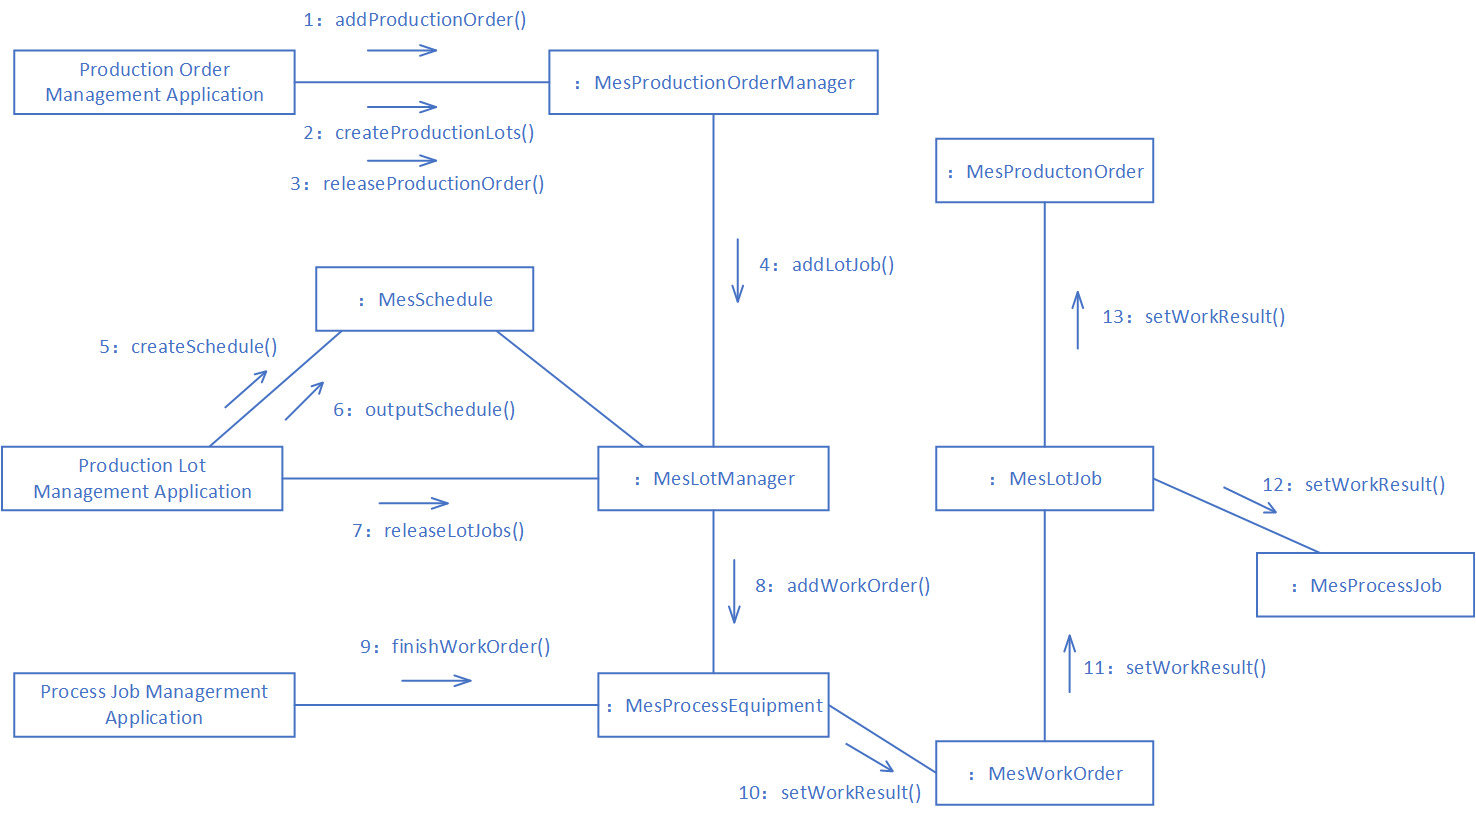 1：addProductionOrder()
Production Order
Management Application
：MesProductionOrderManager
2：createProductionLots()
3：releaseProductionOrder()
：MesProductonOrder
4：addLotJob()
：MesSchedule
13：setWorkResult()
5：createSchedule()
6：outputSchedule()
Production Lot
Management Application
：MesLotManager
：MesLotJob
12：setWorkResult()
7：releaseLotJobs()
8：addWorkOrder()
：MesProcessJob
9：finishWorkOrder()
11：setWorkResult()
Process Job Managerment
Application
：MesProcessEquipment
：MesWorkOrder
10：setWorkResult()